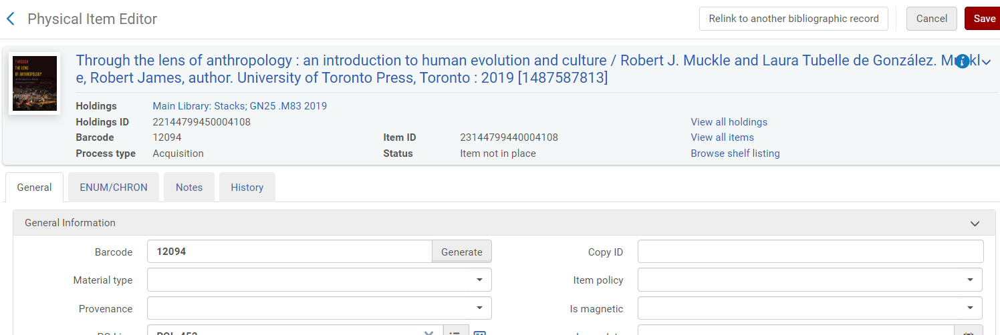 Physical Item Editor
Relink to another bibliographic record
Cancel
Save
THROUGH
THE LENS
OF ANTHROPOLOGY
Through the lens of anthropology : an introduction to human evolution and culture / Robert J. Muckle and Laura Tubelle de González. M
e, Robert James, author. University of Toronto Press, Toronto : 2019 [1487587813]
Holdings Main Library: Stacks; GN25 .M83 2019
Holdings ID 22144799450004108 View all holdings
Barcode 12094 Item ID 23144799440004108 View all items
Process type Acquisition Status Item not in place Browse shelf listing
General ENUM/CHRON Notes History
General Information
Barcode 12094 Generate Copy ID
Material type Item policy
Provenance Is magnetic